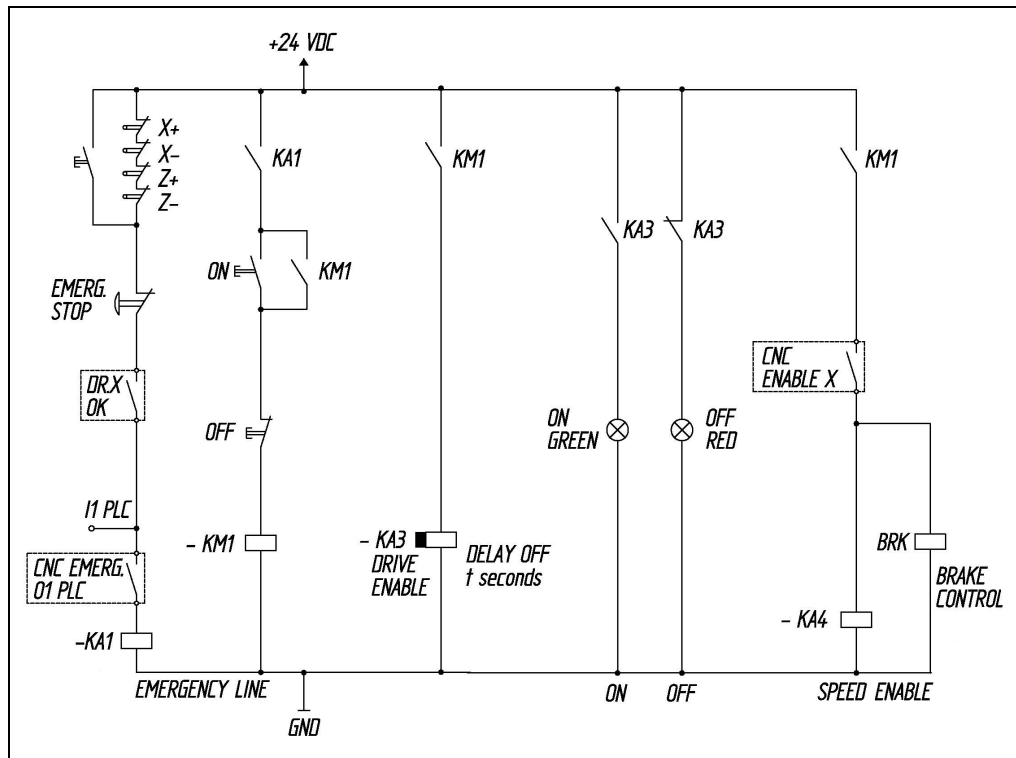 +24 VDC
X+
X-
Z+
Z-
KA1
KM1
KM1
KA3
KA3
ON
KM1
EMERG.
STOP
CNC
ENABLE X
DR.X
OK
OFF
ON
GREEN
OFF
RED
I1 PLC
- KM1
- KA3
DRIVE
ENABLE
DELAY OFF
t seconds
BRK
BRAKE
CONTROL
CNC EMERG.
O1 PLC
- KA4
-KA1
EMERGENCY LINE
ON
OFF
SPEED ENABLE
GND